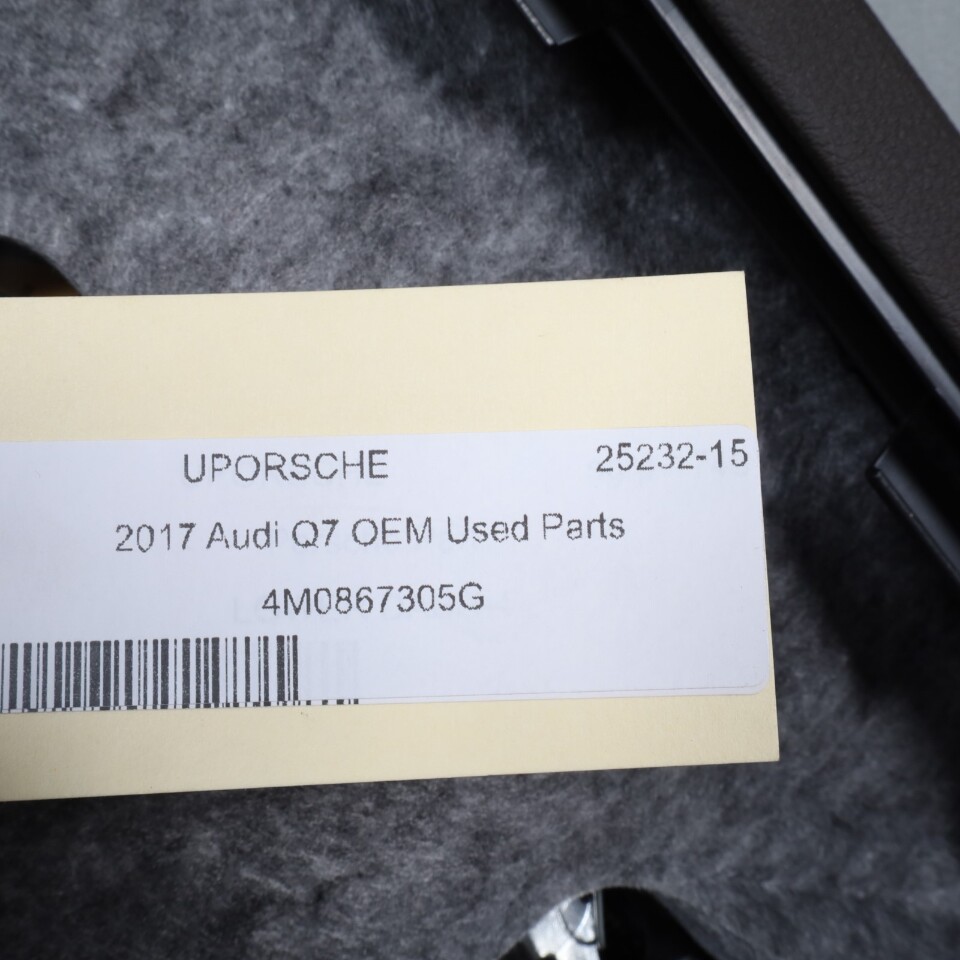 UPORSCHE 25232-15
2017 Audi Q7 OEM Used Parts
4M0867305G